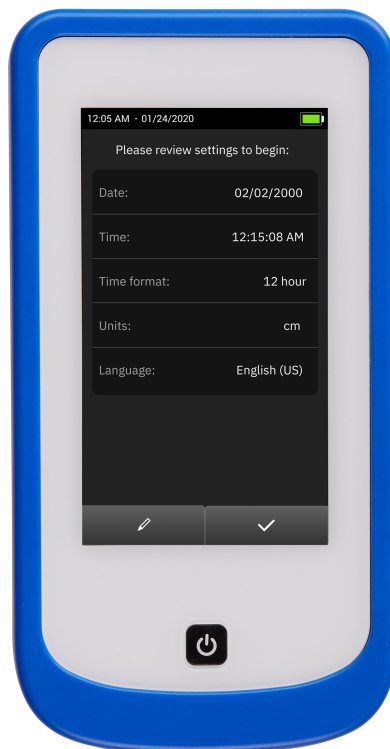 12:05 AM - 01/24/2020
Please review settings to begin:
Date: 02/02/2000
Time: 12:15:08 AM
Time format: 12 hour
Units: cm
Language: English (US)